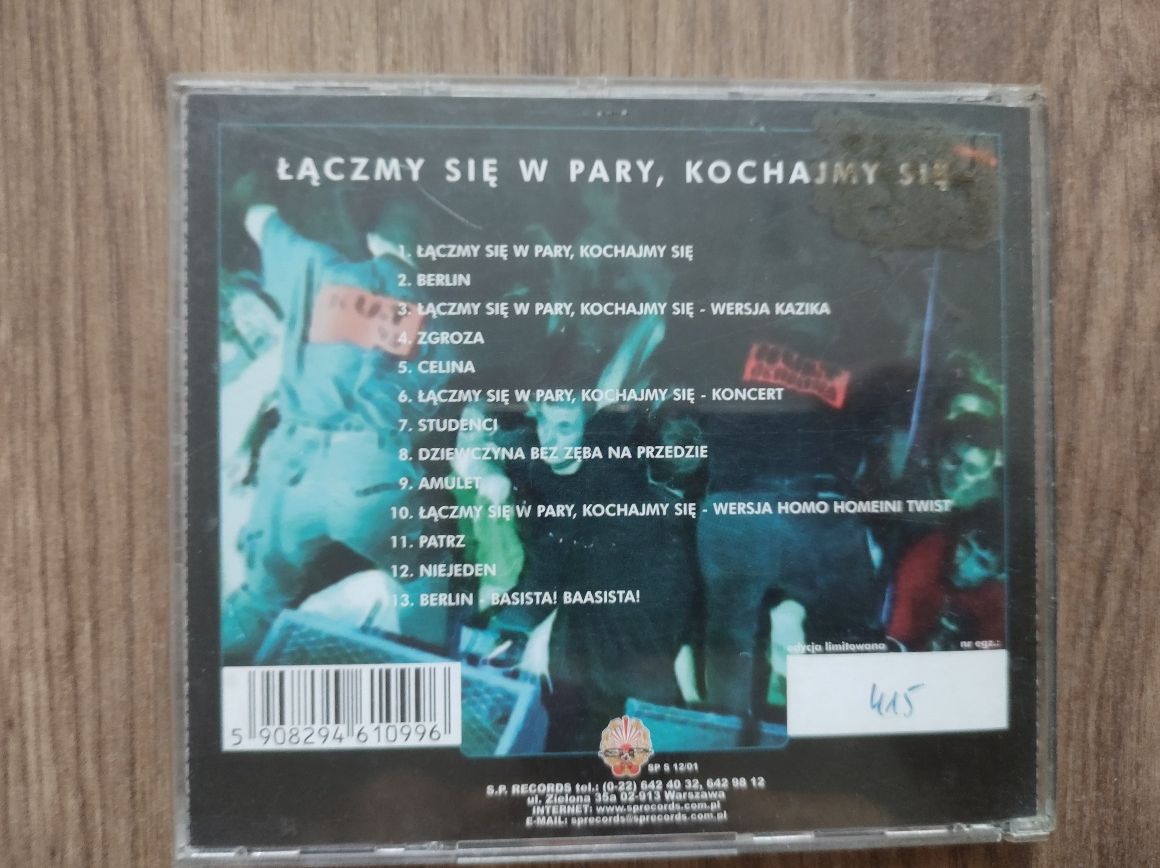 ŁĄCZMY SIĘ W PARY, KOCHAJMY SIĘ
1. ŁĄCZMY SIĘ W PARY, KOCHAJMY SIĘ
2. BERLIN
3. ŁĄCZMY SIĘ W PARY, KOCHAJMY SIĘ - WERSJA KAZIKA
4. ZGROZA
5. CELINA
6. ŁĄCZMY SIĘ W PARY, KOCHAJMY SIĘ - KONCERT
7. STUDENCI
8. DZIEWCZYNA BEZ ZĘBA NA PRZEDZIE
9. AMULET
10. ŁĄCZMY SIĘ W PARY, KOCHAJMY SIĘ - WERSJA HOMO HOMEINI TWIST
11. PATRZ
12. NIEJEDEN
13. BERLIN - BASISTA! BAASISTA!
edycja limitowana nr egz.:
415
5 908294 610996
SP S 12/01
S.P. RECORDS tel.: (0-22) 642 40 32, 642 98 12
ul. Zielona 35a 02-913 Warszawa
INTERNET: www.sprecords.com.pl
E-MAIL: sprecords@sprecords.com.pl